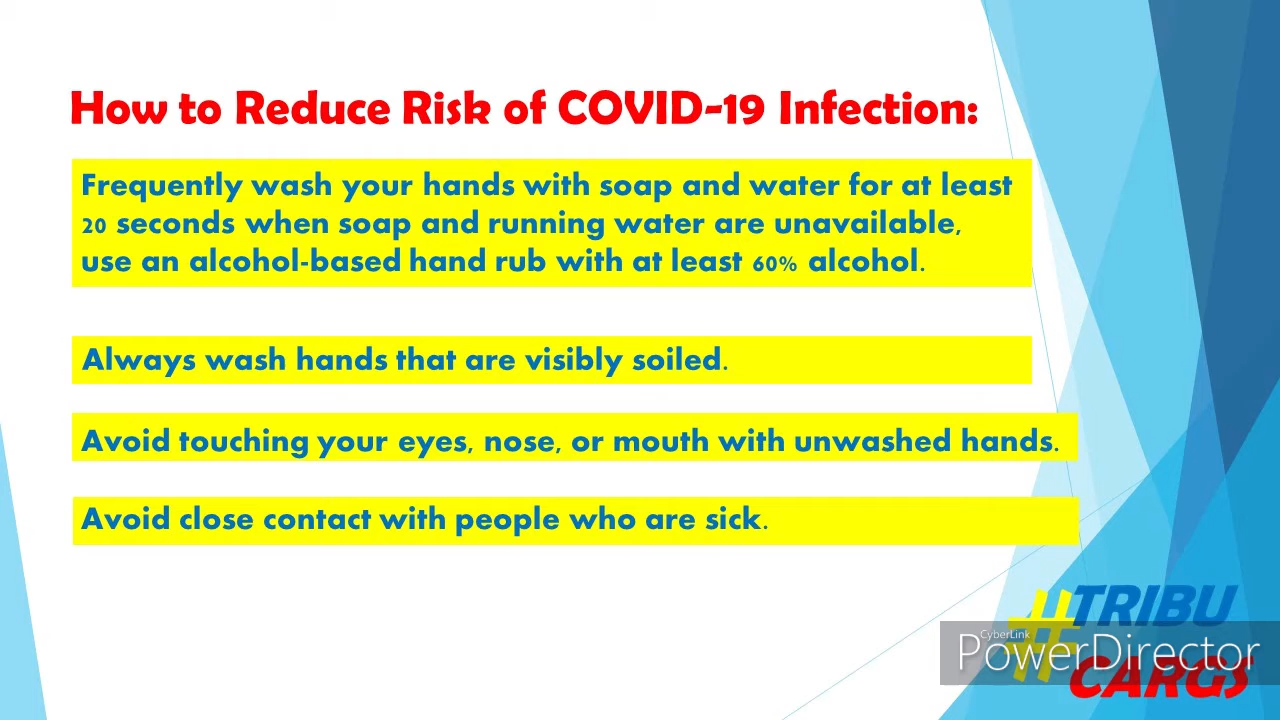 How to Reduce Risk of COVID-19 Infection:
Frequently wash your hands with soap and water for at least
20 seconds when soap and running water are unavailable,
use an alcohol-based hand rub with at least 60% alcohol.
Always wash hands that are visibly soiled.
Avoid touching your eyes, nose, or mouth with unwashed hands.
Avoid close contact with people who are sick.
#TRIBU
CyberLink
PowerDirector
CARGS